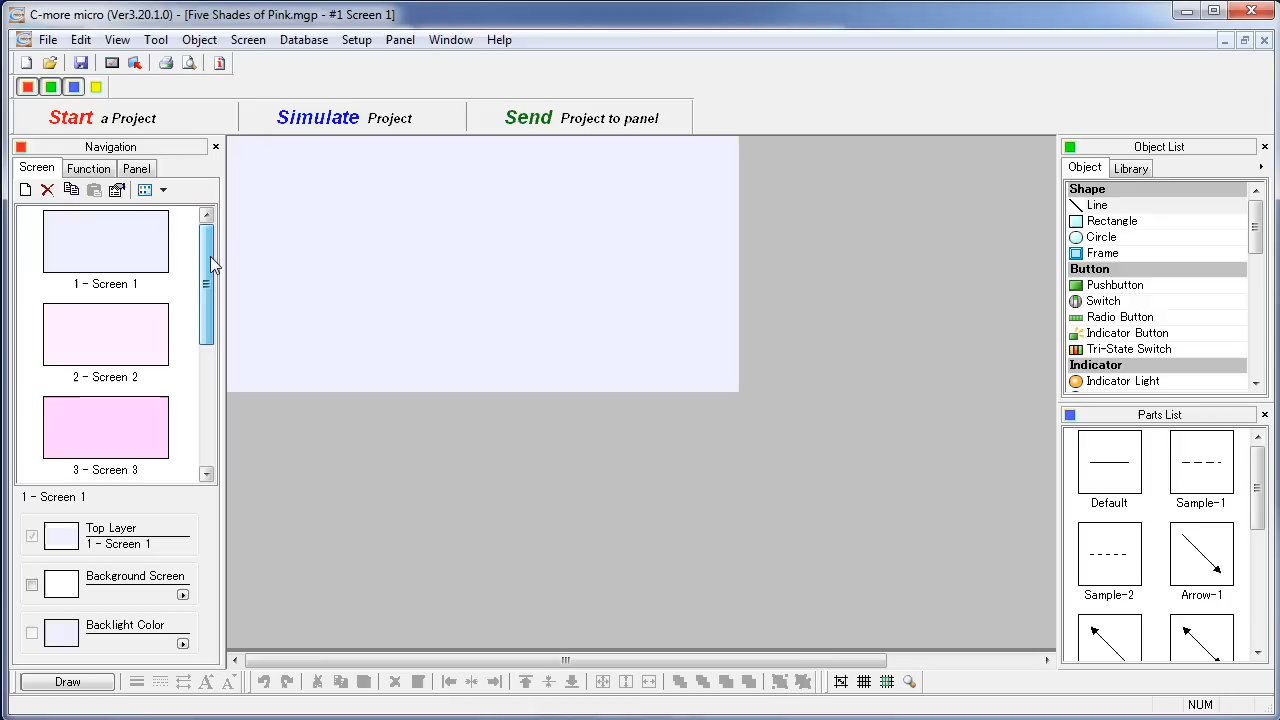 C-more micro (Ver3.20.1.0) - [Five Shades of Pink.mgp - #1 Screen 1]
File Edit View Tool Object Screen Database Setup Panel Window Help
Start a Project Simulate Project Send Project to panel
Navigation
Screen Function Panel
1 - Screen 1
2 - Screen 2
3 - Screen 3
1 - Screen 1
Top Layer
1 - Screen 1
Background Screen
Backlight Color
Draw
Object List
Object Library
Shape
Line
Rectangle
Circle
Frame
Button
Pushbutton
Switch
Radio Button
Indicator Button
Tri-State Switch
Indicator
Indicator Light
Parts List
Default Sample-1
Sample-2 Arrow-1
NUM